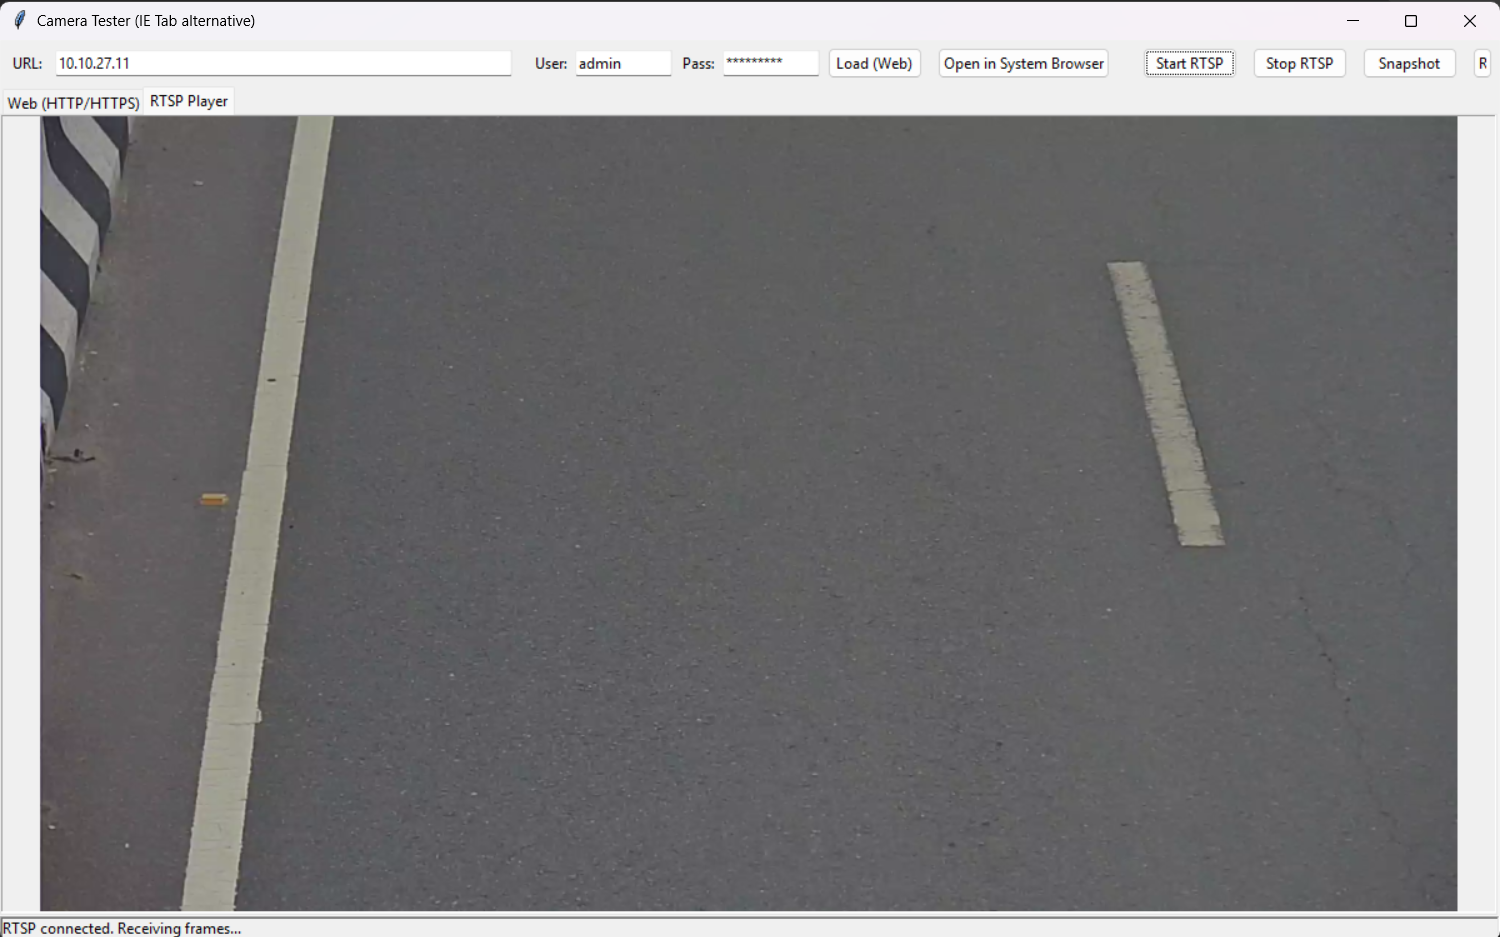 Camera Tester (IE Tab alternative)
URL: 10.10.27.11 User: admin Pass: ********* Load (Web) Open in System Browser Start RTSP Stop RTSP Snapshot R
Web (HTTP/HTTPS) RTSP Player
RTSP connected. Receiving frames...